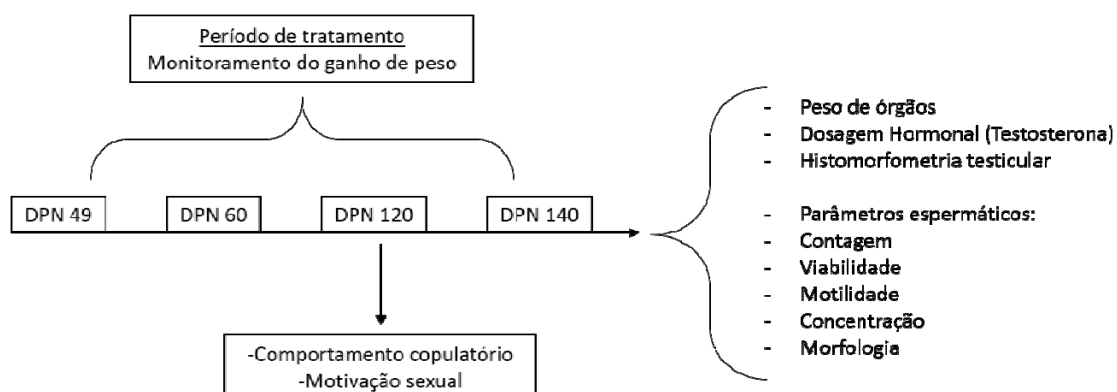 Período de tratamento
Monitoramento do ganho de peso
DPN 49
DPN 60
DPN 120
DPN 140
-Comportamento copulatório
-Motivação sexual
- Peso de órgãos
- Dosagem Hormonal (Testosterona)
- Histomorfometria testicular
- Parâmetros espermáticos:
- Contagem
- Viabilidade
- Motilidade
- Concentração
- Morfologia